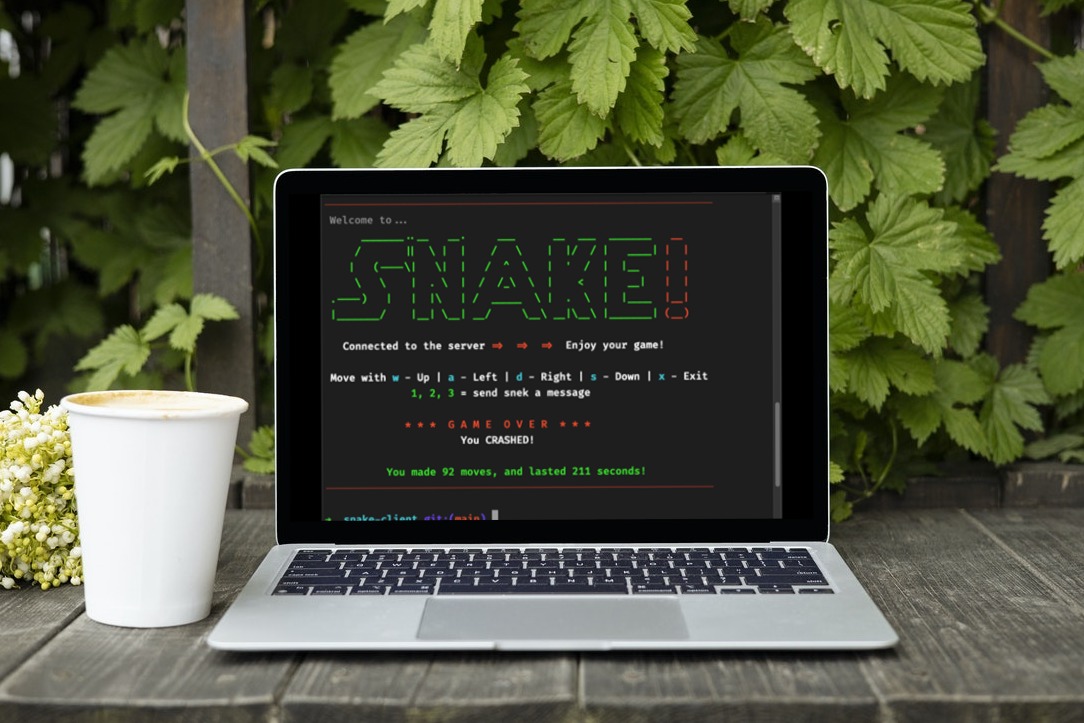 Welcome to...
SNAKE!
Connected to the server ⇒ ⇒ ⇒ Enjoy your game!
Move with w - Up | a - Left | d - Right | s - Down | x - Exit
1, 2, 3 = send snek a message
*** GAME OVER ***
You CRASHED!
You made 92 moves, and lasted 211 seconds!
snake-client git:(main)